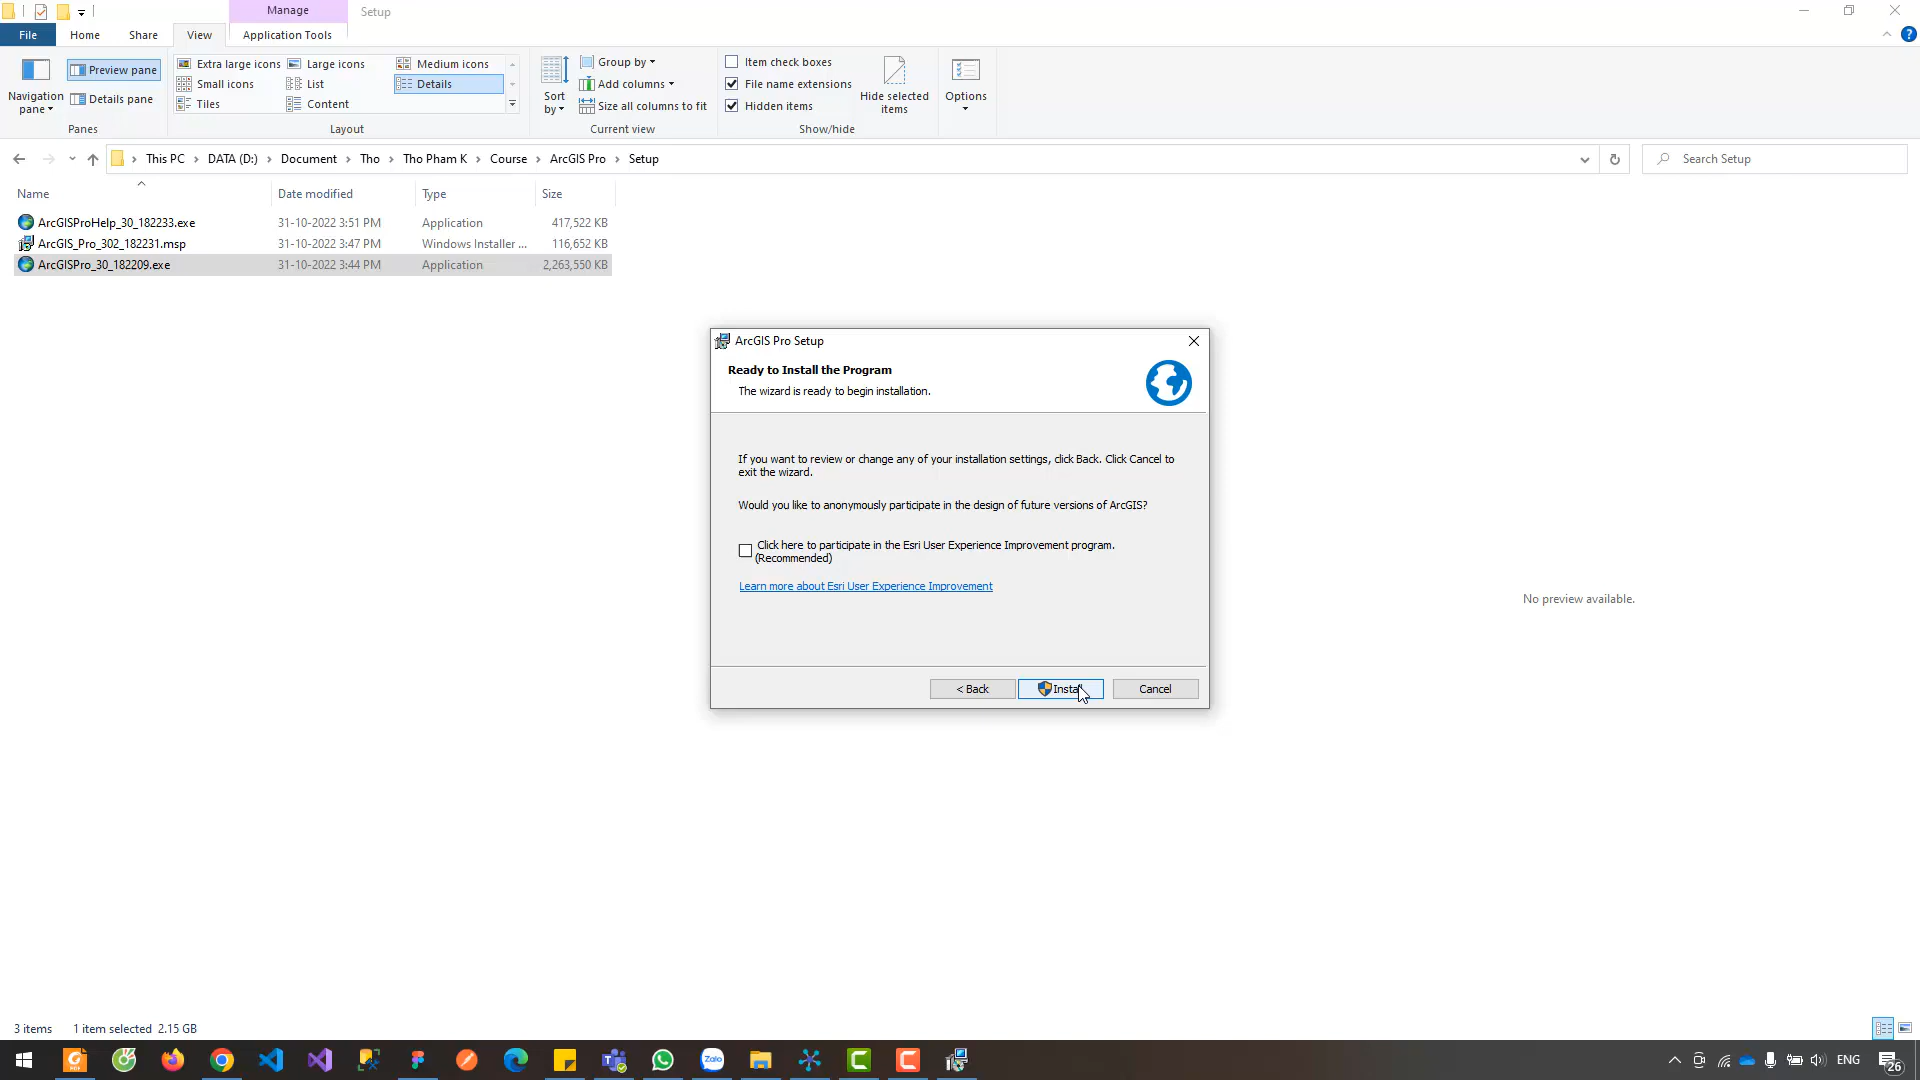 Manage
Setup
File
Home
Share
View
Application Tools
Navigation pane
Preview pane
Details pane
Panes
Extra large icons
Large icons
Medium icons
Small icons
List
Details
Tiles
Content
Layout
Sort by
Group by
Add columns
Size all columns to fit
Current view
Item check boxes
File name extensions
Hidden items
Hide selected items
Show/hide
Options
This PC > DATA (D:) > Document > Tho > Tho Pham K > Course > ArcGIS Pro > Setup
Search Setup
Name
Date modified
Type
Size
ArcGISProHelp_30_182233.exe 31-10-2022 3:51 PM Application 417,522 KB
ArcGIS_Pro_302_182231.msp 31-10-2022 3:47 PM Windows Installer ... 116,652 KB
ArcGISPro_30_182209.exe 31-10-2022 3:44 PM Application 2,263,550 KB
ArcGIS Pro Setup
Ready to Install the Program
The wizard is ready to begin installation.
If you want to review or change any of your installation settings, click Back. Click Cancel to
exit the wizard.
Would you like to anonymously participate in the design of future versions of ArcGIS?
Click here to participate in the Esri User Experience Improvement program.
(Recommended)
Learn more about Esri User Experience Improvement
< Back
Install
Cancel
No preview available.
3 items
1 item selected 2.15 GB
Zalo
ENG
26